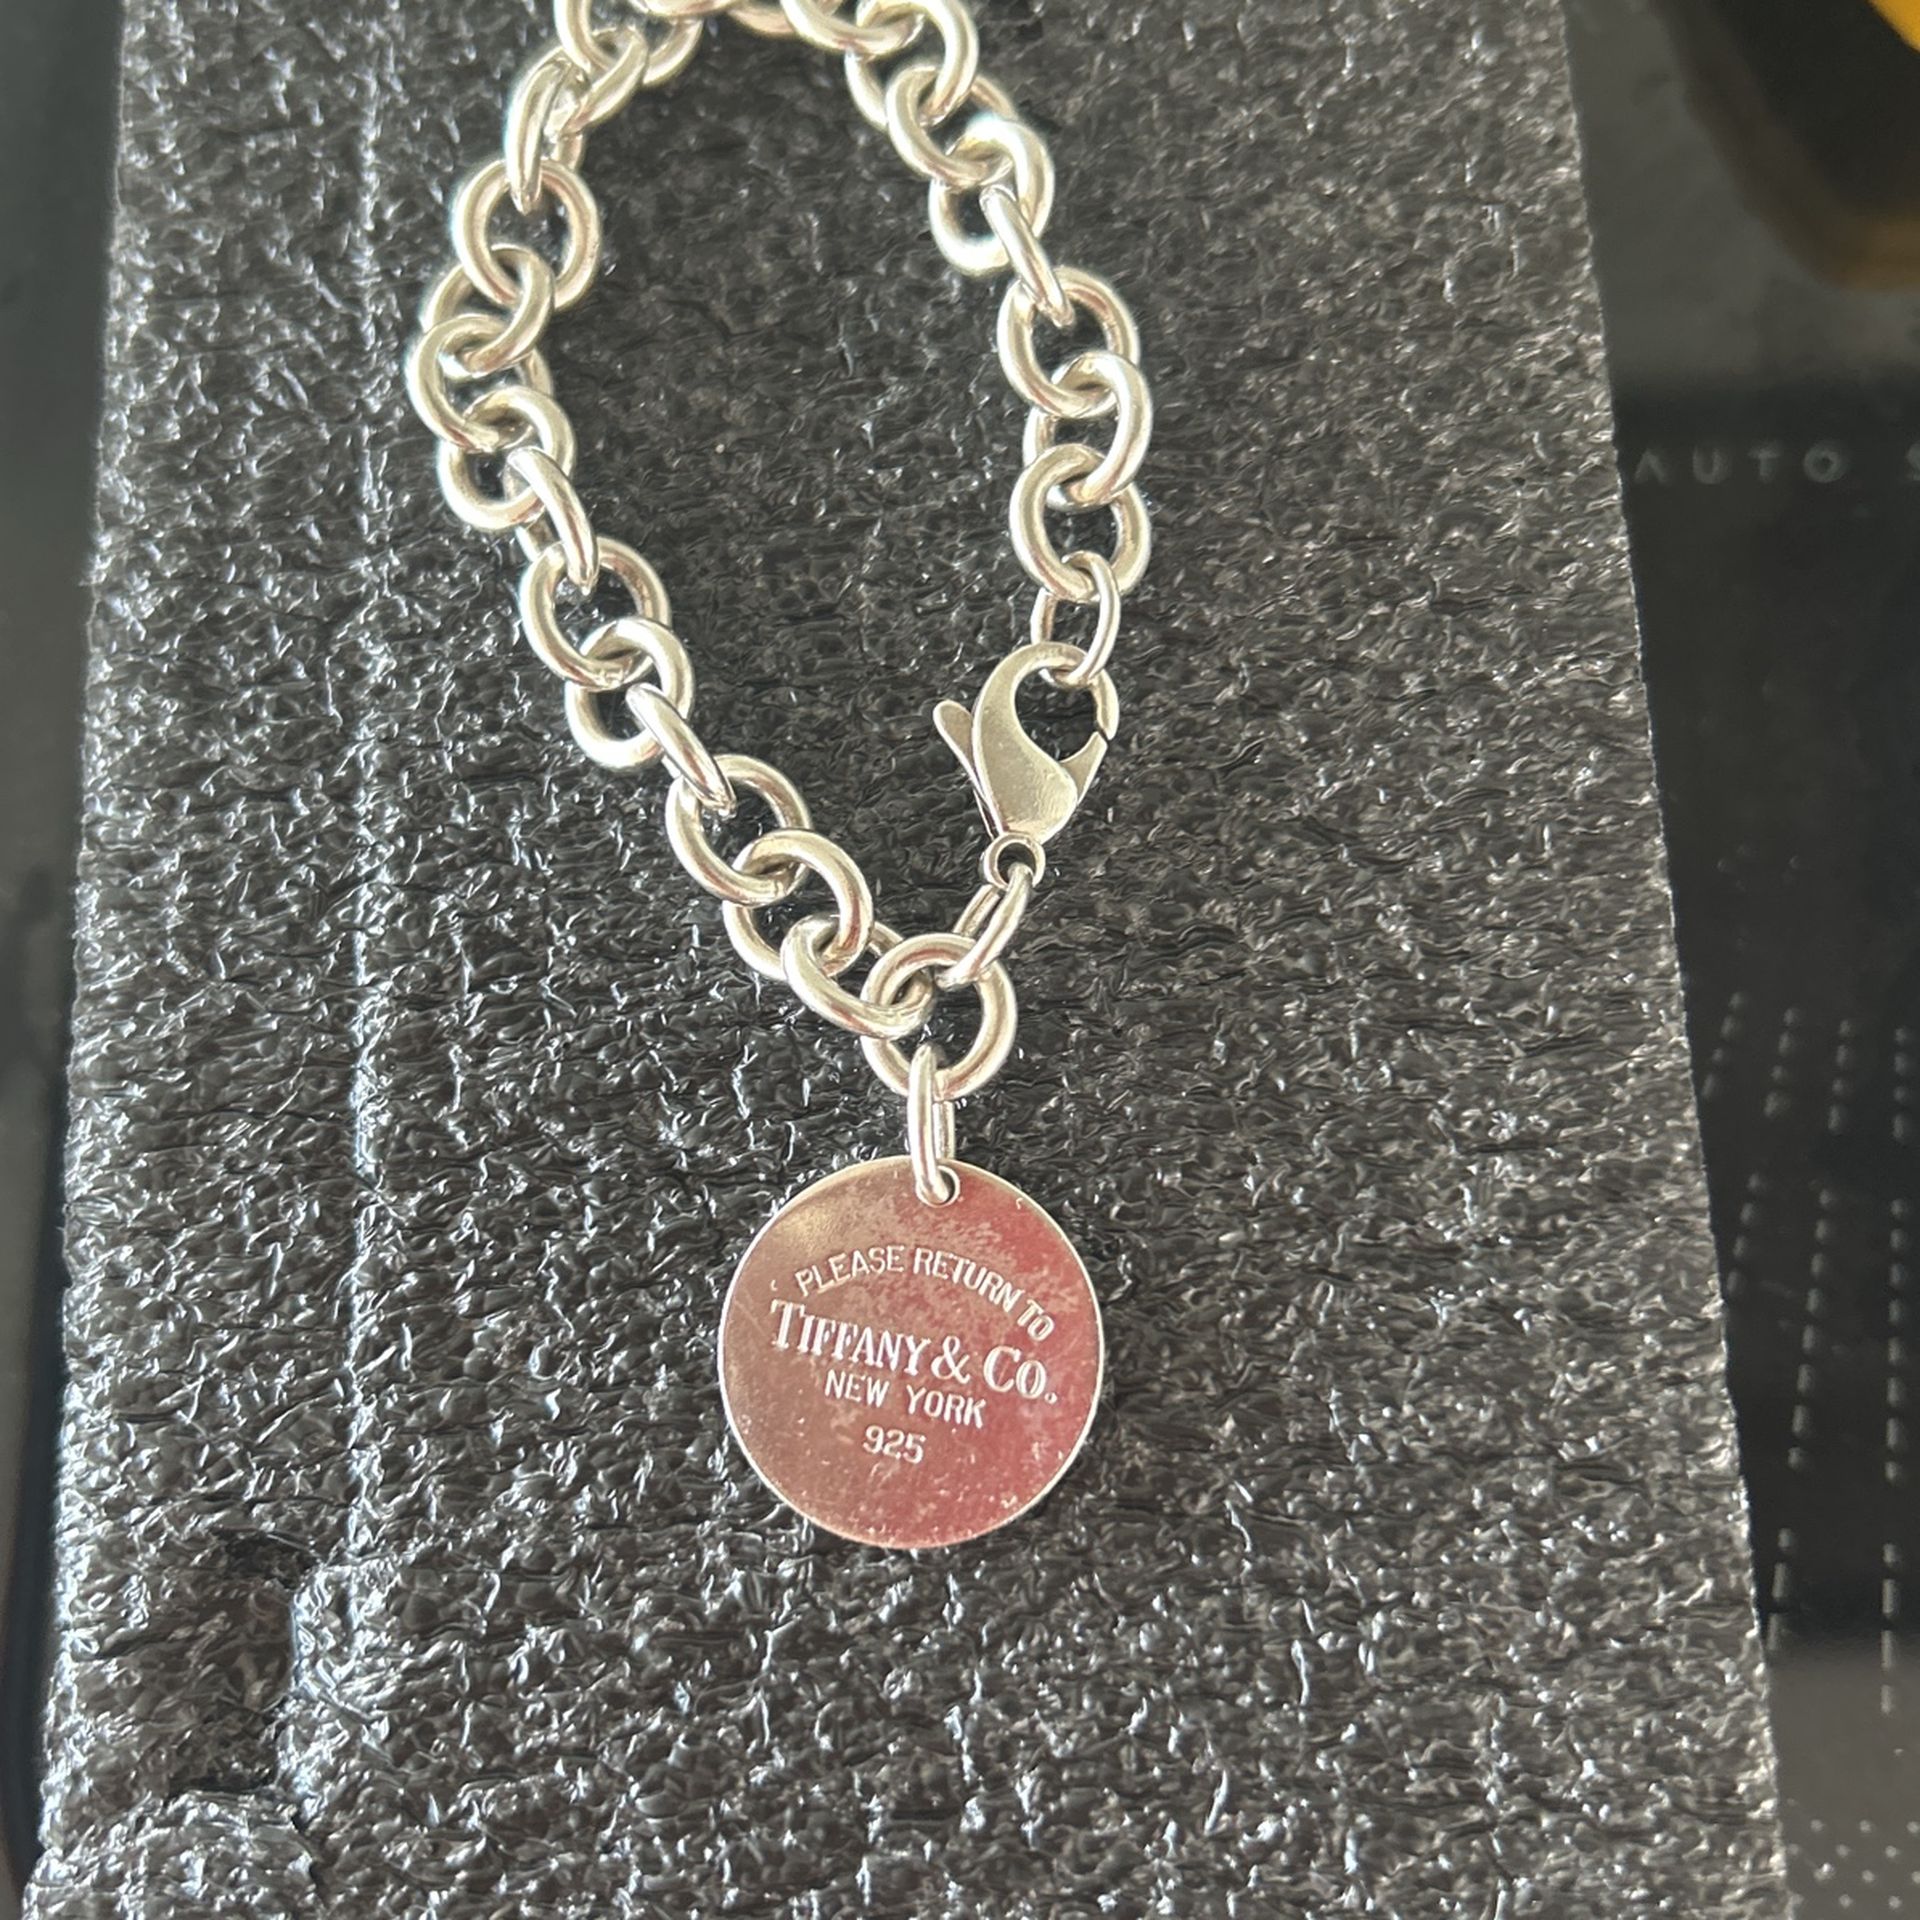 PLEASE RETURN TO
TIFFANY & CO.
NEW YORK
925
AUTO